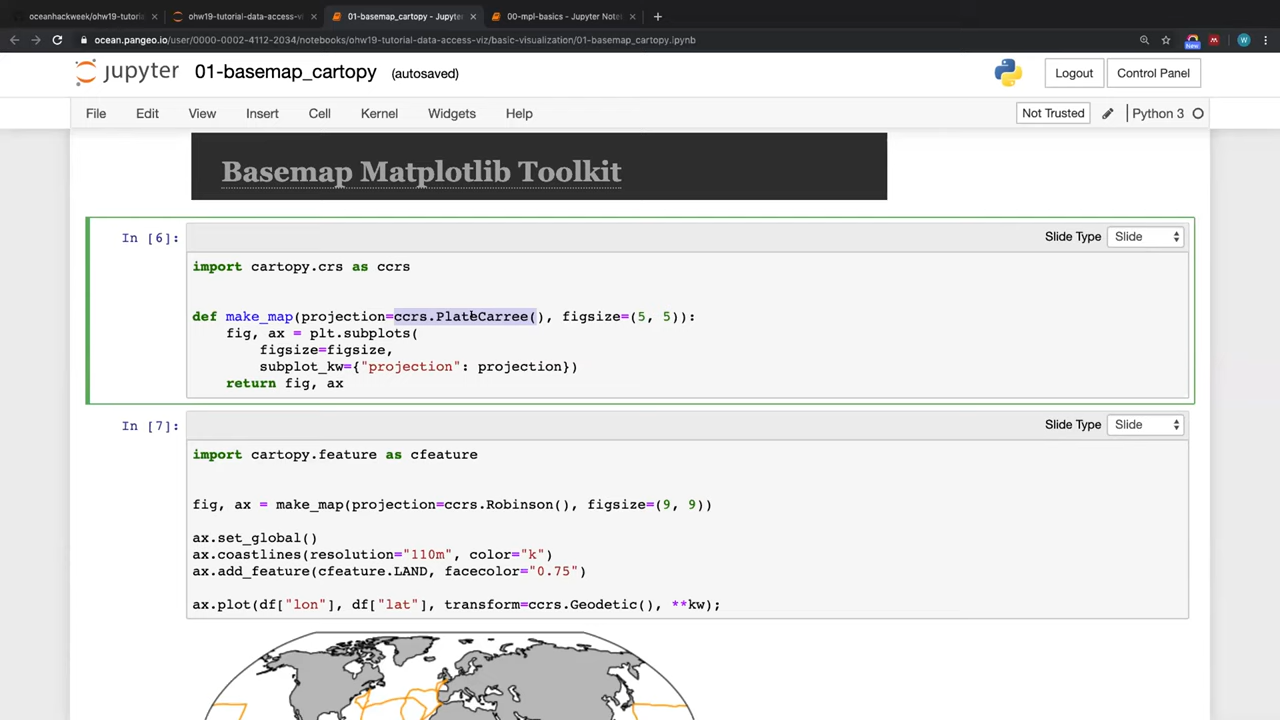 oceanhackweek/ohw19-tutoria
ohw19-tutorial-data-access-vi
01-basemap_cartopy - Jupyter
00-mpl-basics - Jupyter Note
ocean.pangeo.io/user/0000-0002-4112-2034/notebooks/ohw19-tutorial-data-access-viz/basic-visualization/01-basemap_cartopy.ipynb
New
W
jupyter 01-basemap_cartopy (autosaved)
Logout
Control Panel
File Edit View Insert Cell Kernel Widgets Help
Not Trusted
Python 3
Basemap Matplotlib Toolkit
In [6]:
Slide Type Slide
import cartopy.crs as ccrs
def make_map(projection=ccrs.PlateCarree(), figsize=(5, 5)):
fig, ax = plt.subplots(
figsize=figsize,
subplot_kw={"projection": projection})
return fig, ax
In [7]:
Slide Type Slide
import cartopy.feature as cfeature
fig, ax = make_map(projection=ccrs.Robinson(), figsize=(9, 9))
ax.set_global()
ax.coastlines(resolution="110m", color="k")
ax.add_feature(cfeature.LAND, facecolor="0.75")
ax.plot(df["lon"], df["lat"], transform=ccrs.Geodetic(), **kw);